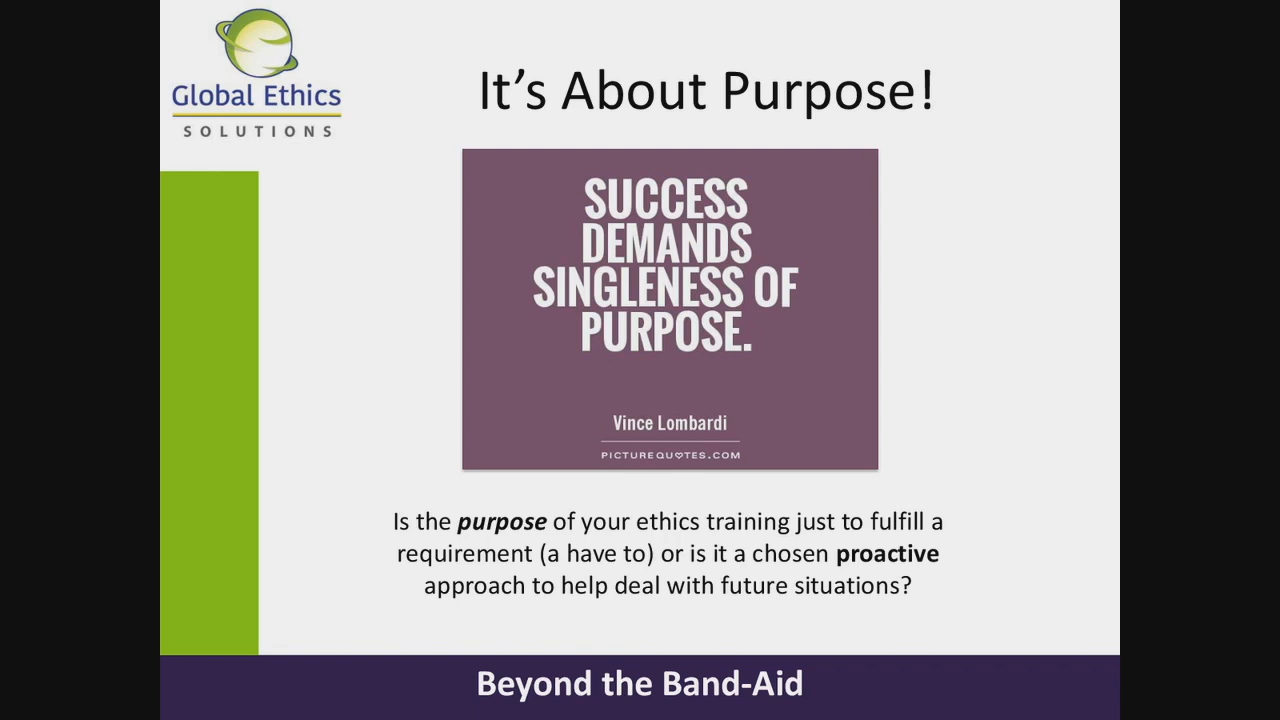 Global Ethics
SOLUTIONS
It's About Purpose!
SUCCESS
DEMANDS
SINGLENESS OF
PURPOSE.
Vince Lombardi
PICTUREQUOTES.COM
Is the purpose of your ethics training just to fulfill a
requirement (a have to) or is it a chosen proactive
approach to help deal with future situations?
Beyond the Band-Aid